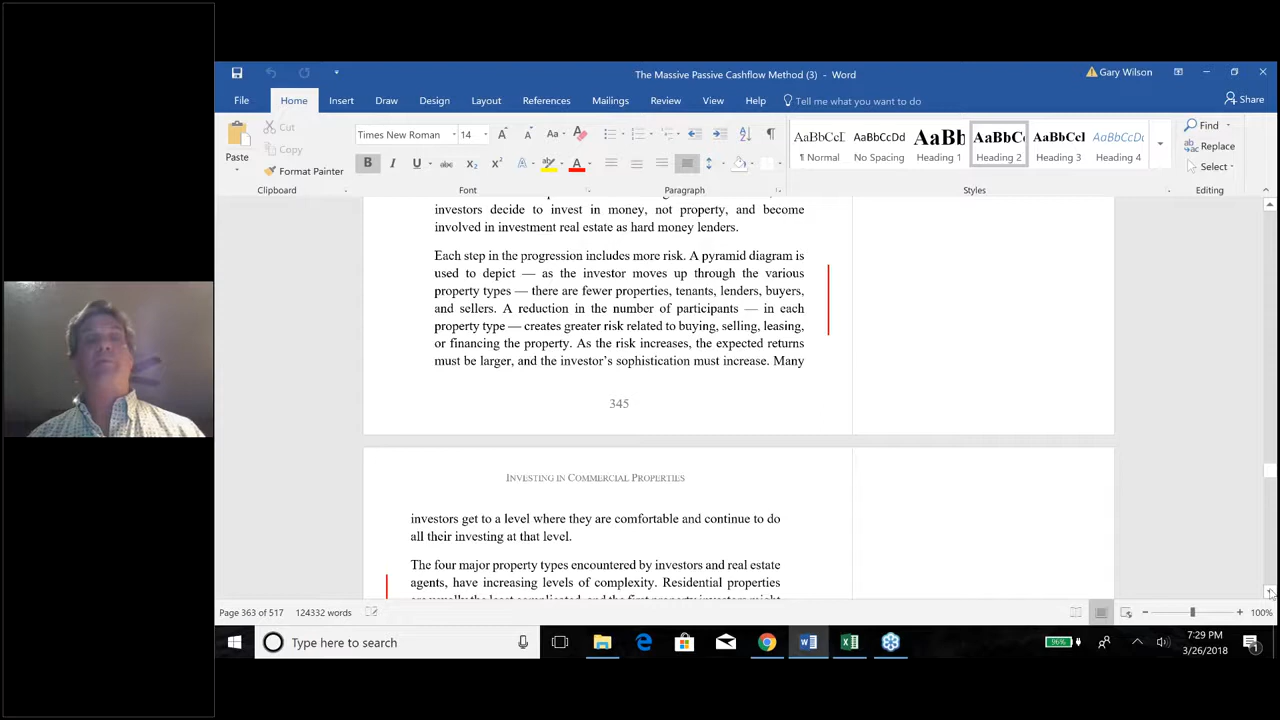 The Massive Passive Cashflow Method (3) - Word
Gary Wilson
File Home Insert Draw Design Layout References Mailings Review View Help Tell me what you want to do Share
Paste Cut Copy Format Painter
Clipboard
Times New Roman 14 Aa
B I U abc X₂ X² A A
Font
Paragraph
AaBbCcDd AaBbCcDd AaBb AaBbC AaBbCcl AaBbCcDd
¶ Normal No Spacing Heading 1 Heading 2 Heading 3 Heading 4
Styles
Find
Replace
Select
Editing
investors decide to invest in money, not property, and become
involved in investment real estate as hard money lenders.
Each step in the progression includes more risk. A pyramid diagram is
used to depict — as the investor moves up through the various
property types — there are fewer properties, tenants, lenders, buyers,
and sellers. A reduction in the number of participants — in each
property type — creates greater risk related to buying, selling, leasing,
or financing the property. As the risk increases, the expected returns
must be larger, and the investor's sophistication must increase. Many
345
INVESTING IN COMMERCIAL PROPERTIES
investors get to a level where they are comfortable and continue to do
all their investing at that level.
The four major property types encountered by investors and real estate
agents, have increasing levels of complexity. Residential properties
Page 363 of 517 124332 words 100%
Type here to search
96%
7:29 PM
3/26/2018
1